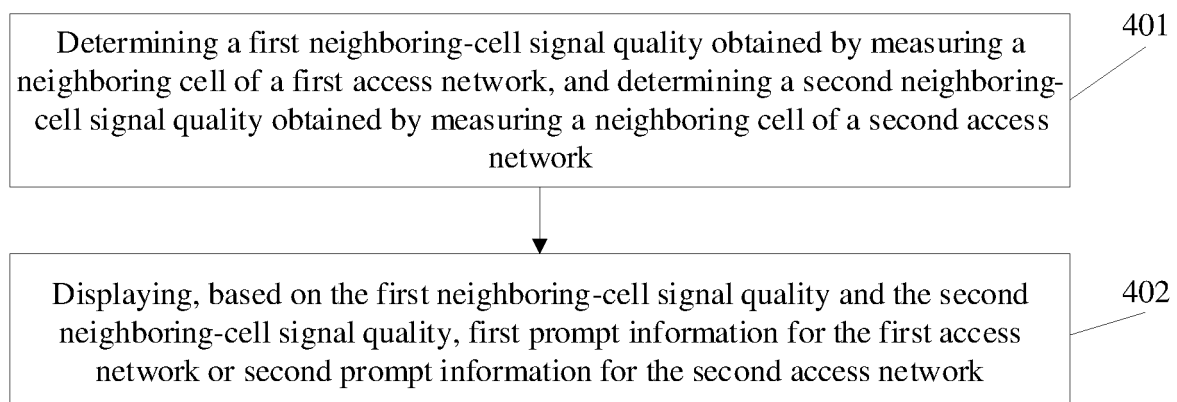 Determining a first neighboring-cell signal quality obtained by measuring a
neighboring cell of a first access network, and determining a second neighboring-
cell signal quality obtained by measuring a neighboring cell of a second access
network
401
Displaying, based on the first neighboring-cell signal quality and the second
neighboring-cell signal quality, first prompt information for the first access
network or second prompt information for the second access network
402